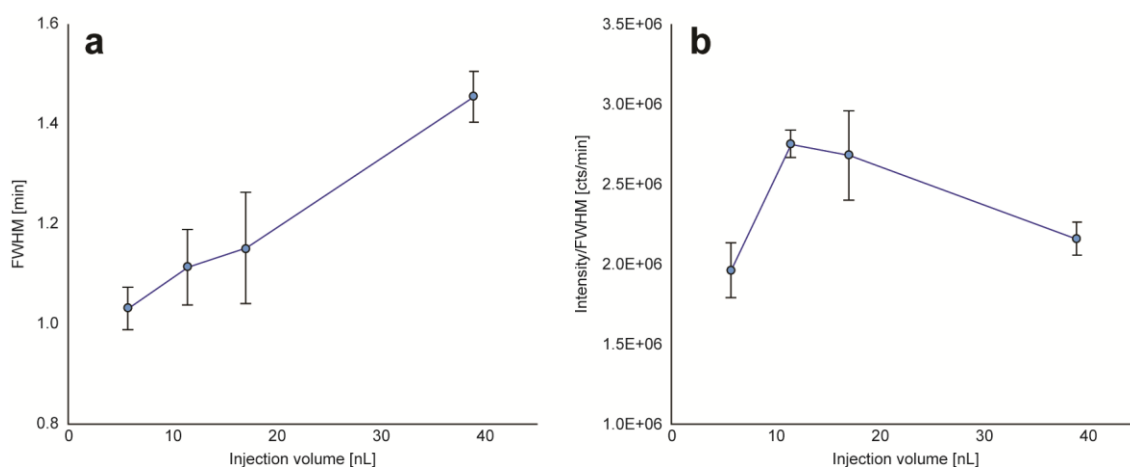 a
1.6
1.4
1.2
1.0
0.8
FWHM [min]
0
10
20
30
40
Injection volume [nL]
b
3.5E+06
3.0E+06
2.5E+06
2.0E+06
1.5E+06
1.0E+06
Intensity/FWHM [cts/min]
0
10
20
30
40
Injection volume [nL]